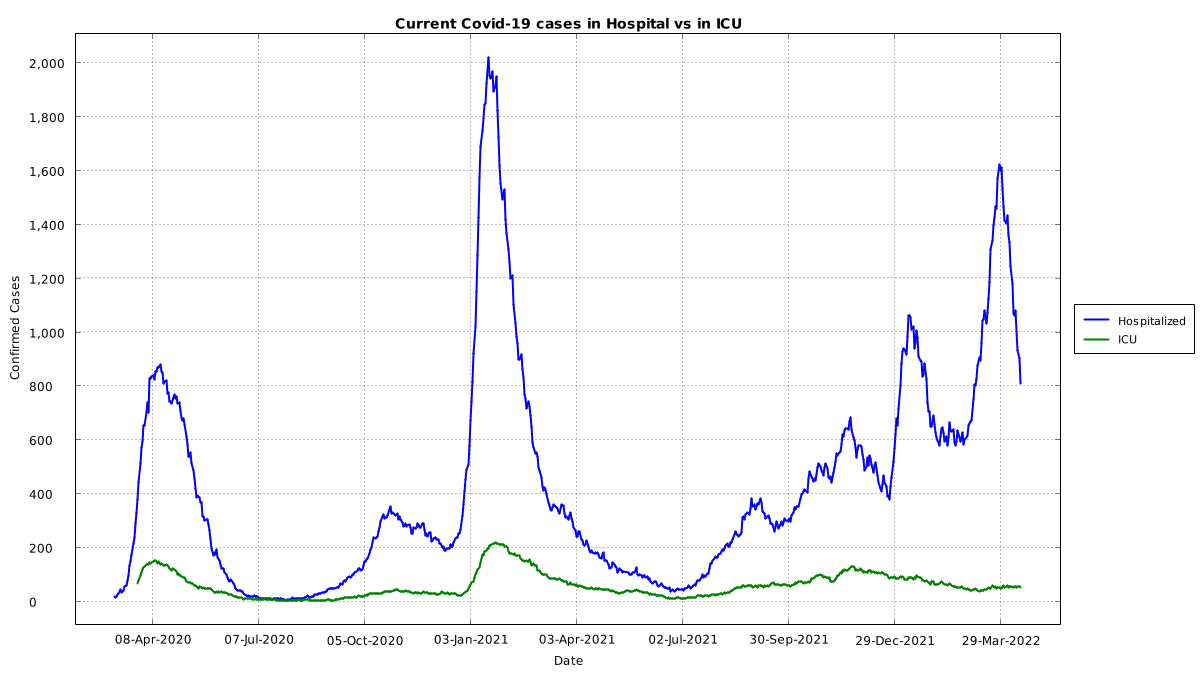 Current Covid-19 cases in Hospital vs in ICU
2,000
1,800
1,600
1,400
1,200
1,000
800
600
400
200
0
Confirmed Cases
08-Apr-2020 07-Jul-2020 05-Oct-2020 03-Jan-2021 03-Apr-2021 02-Jul-2021 30-Sep-2021 29-Dec-2021 29-Mar-2022
Date
Hospitalized
ICU